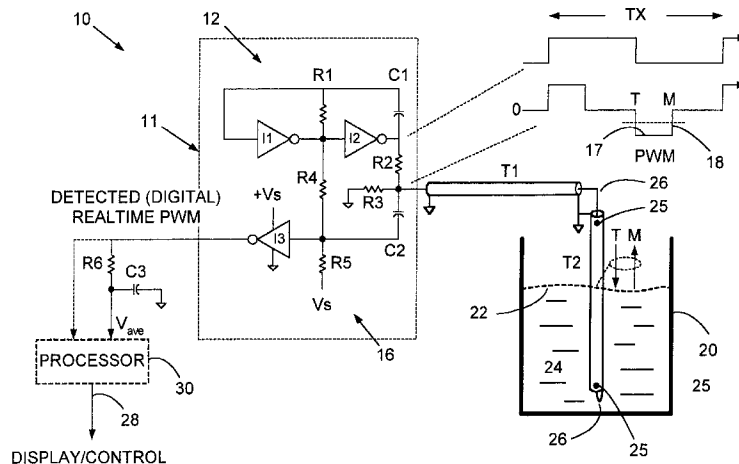 10
12
TX
R1
C1
0
T M
I1
I2
11
R2
17
18
PWM
R4
T1
R3
26
DETECTED (DIGITAL)
REALTIME PWM
+Vs
25
I3
C2
T2
T M
R6
C3
R5
22
Vs
20
Vave
16
24
25
PROCESSOR
30
28
26
25
DISPLAY/CONTROL